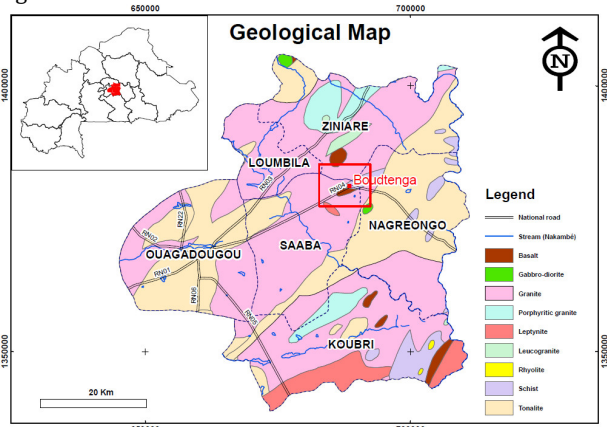 650000 700000
Geological Map
1400000 1400000
N
ZINIARE
LOUMBILA
Boudtenga
RN04
RN03
NAGREONGO
RN22
RN02
SAABA
OUAGADOUGOU
RN01
RN06
RN05
KOUBRI
1350000 1350000
20 Km
Legend
National road
Stream (Nakambé)
Basalt
Gabbro-diorite
Granite
Porphyritic granite
Leptynite
Leucogranite
Rhyolite
Schist
Tonalite